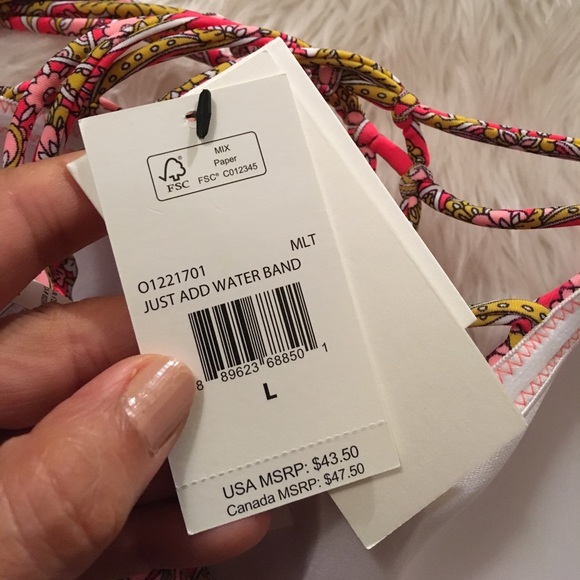 MIX
Paper
FSC
FSC® C012345
MLT
O1221701
JUST ADD WATER BAND
8 89623 68850 1
L
USA MSRP: $43.50
Canada MSRP: $47.50